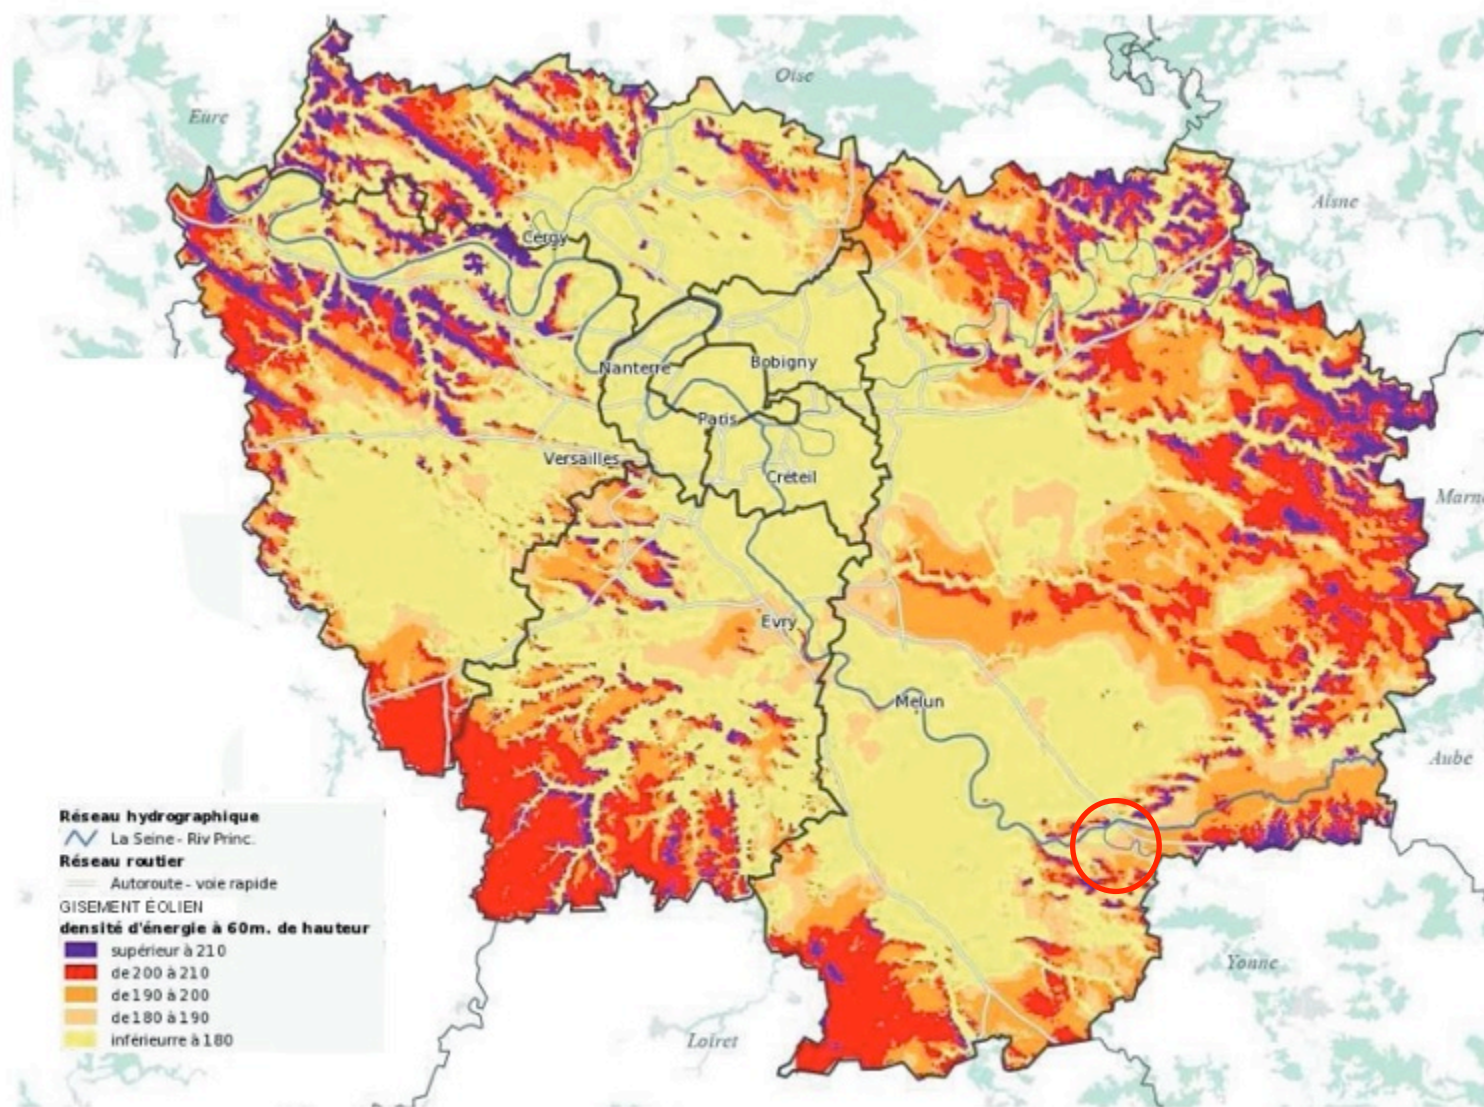 Oise
Eure
Aisne
Cergy
Nanterre
Bobigny
Paris
Versailles
Créteil
Marne
Evry
Melun
Aube
Réseau hydrographique
La Seine - Riv Princ.
Réseau routier
Autoroute - voie rapide
GISEMENT ÉOLIEN
densité d'énergie à 60m. de hauteur
supérieur à 210
de 200 à 210
de 190 à 200
de 180 à 190
inférieurre à 180
Yonne
Loiret